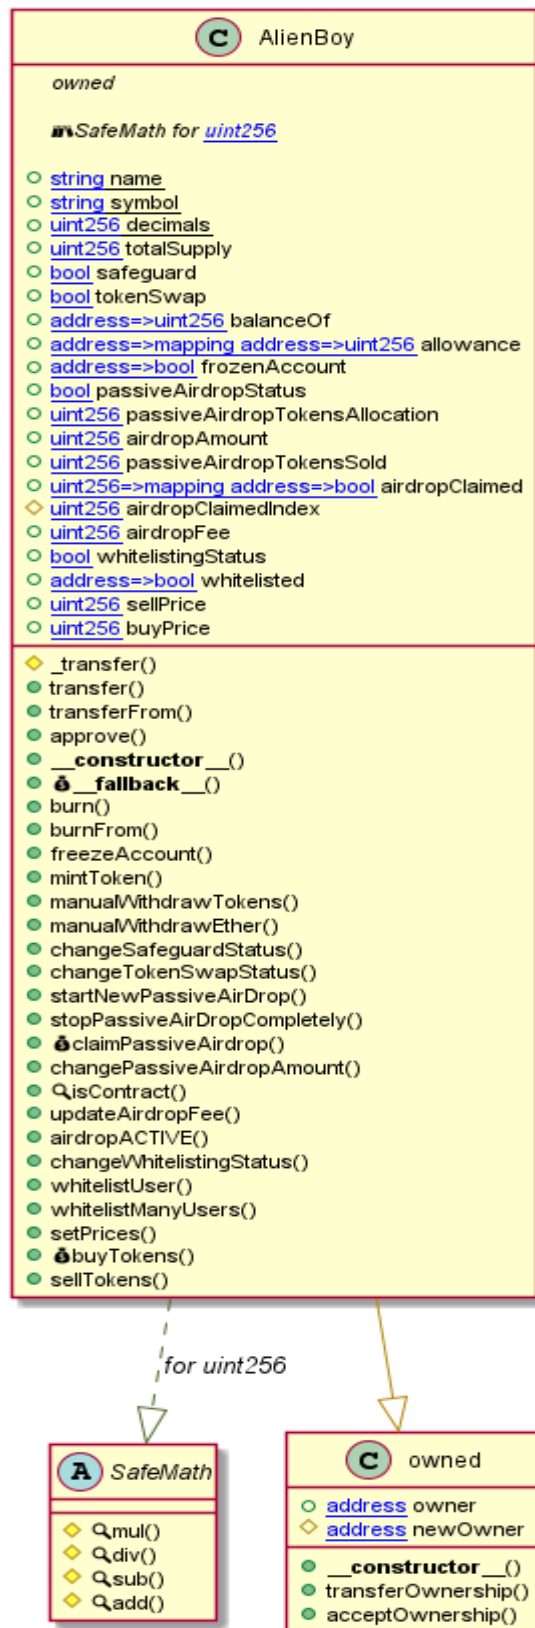 C AlienBoy
owned
SafeMath for uint256
string name
string symbol
uint256 decimals
uint256 totalSupply
bool safeguard
bool tokenSwap
address=>uint256 balanceOf
address=>mapping address=>uint256 allowance
address=>bool frozenAccount
bool passiveAirdropStatus
uint256 passiveAirdropTokensAllocation
uint256 airdropAmount
uint256 passiveAirdropTokensSold
uint256=>mapping address=>bool airdropClaimed
uint256 airdropClaimedIndex
uint256 airdropFee
bool whitelistingStatus
address=>bool whitelisted
uint256 sellPrice
uint256 buyPrice
_transfer()
transfer()
transferFrom()
approve()
__constructor__()
__fallback__()
burn()
burnFrom()
freezeAccount()
mintToken()
manualWithdrawTokens()
manualWithdrawEther()
changeSafeguardStatus()
changeTokenSwapStatus()
startNewPassiveAirDrop()
stopPassiveAirDropCompletely()
claimPassiveAirdrop()
changePassiveAirdropAmount()
isContract()
updateAirdropFee()
airdropACTIVE()
changeWhitelistingStatus()
whitelistUser()
whitelistManyUsers()
setPrices()
buyTokens()
sellTokens()
for uint256
A SafeMath
mul()
div()
sub()
add()
C owned
address owner
address newOwner
__constructor__()
transferOwnership()
acceptOwnership()